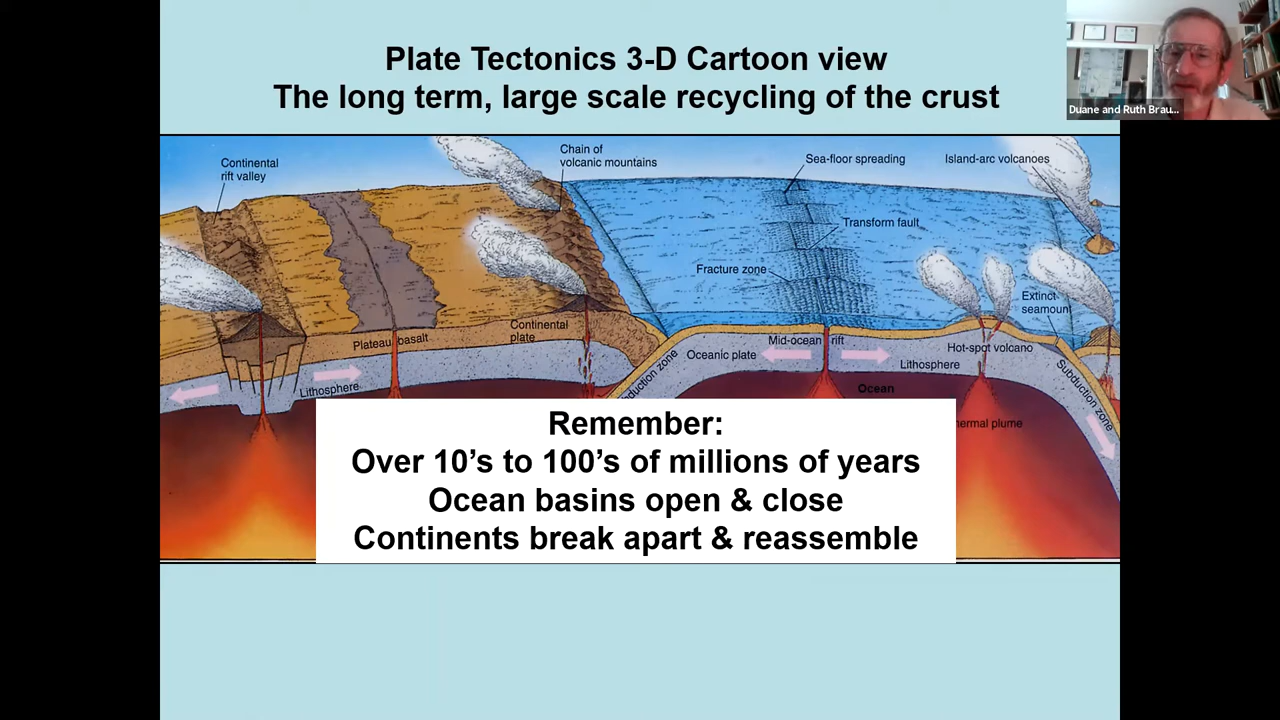 Plate Tectonics 3-D Cartoon view
The long term, large scale recycling of the crust
Duane and Ruth Brau...
Continental
rift valley
Chain of
volcanic mountains
Sea-floor spreading
Island-arc volcanoes
Transform fault
Fracture zone
Extinct
seamount
Continental
plate
Plateau basalt
Mid-ocean rift
Oceanic plate
Hot-spot volcano
Lithosphere
Lithosphere
Subduction zone
Ocean
Remember:
Over 10's to 100's of millions of years
Ocean basins open & close
Continents break apart & reassemble